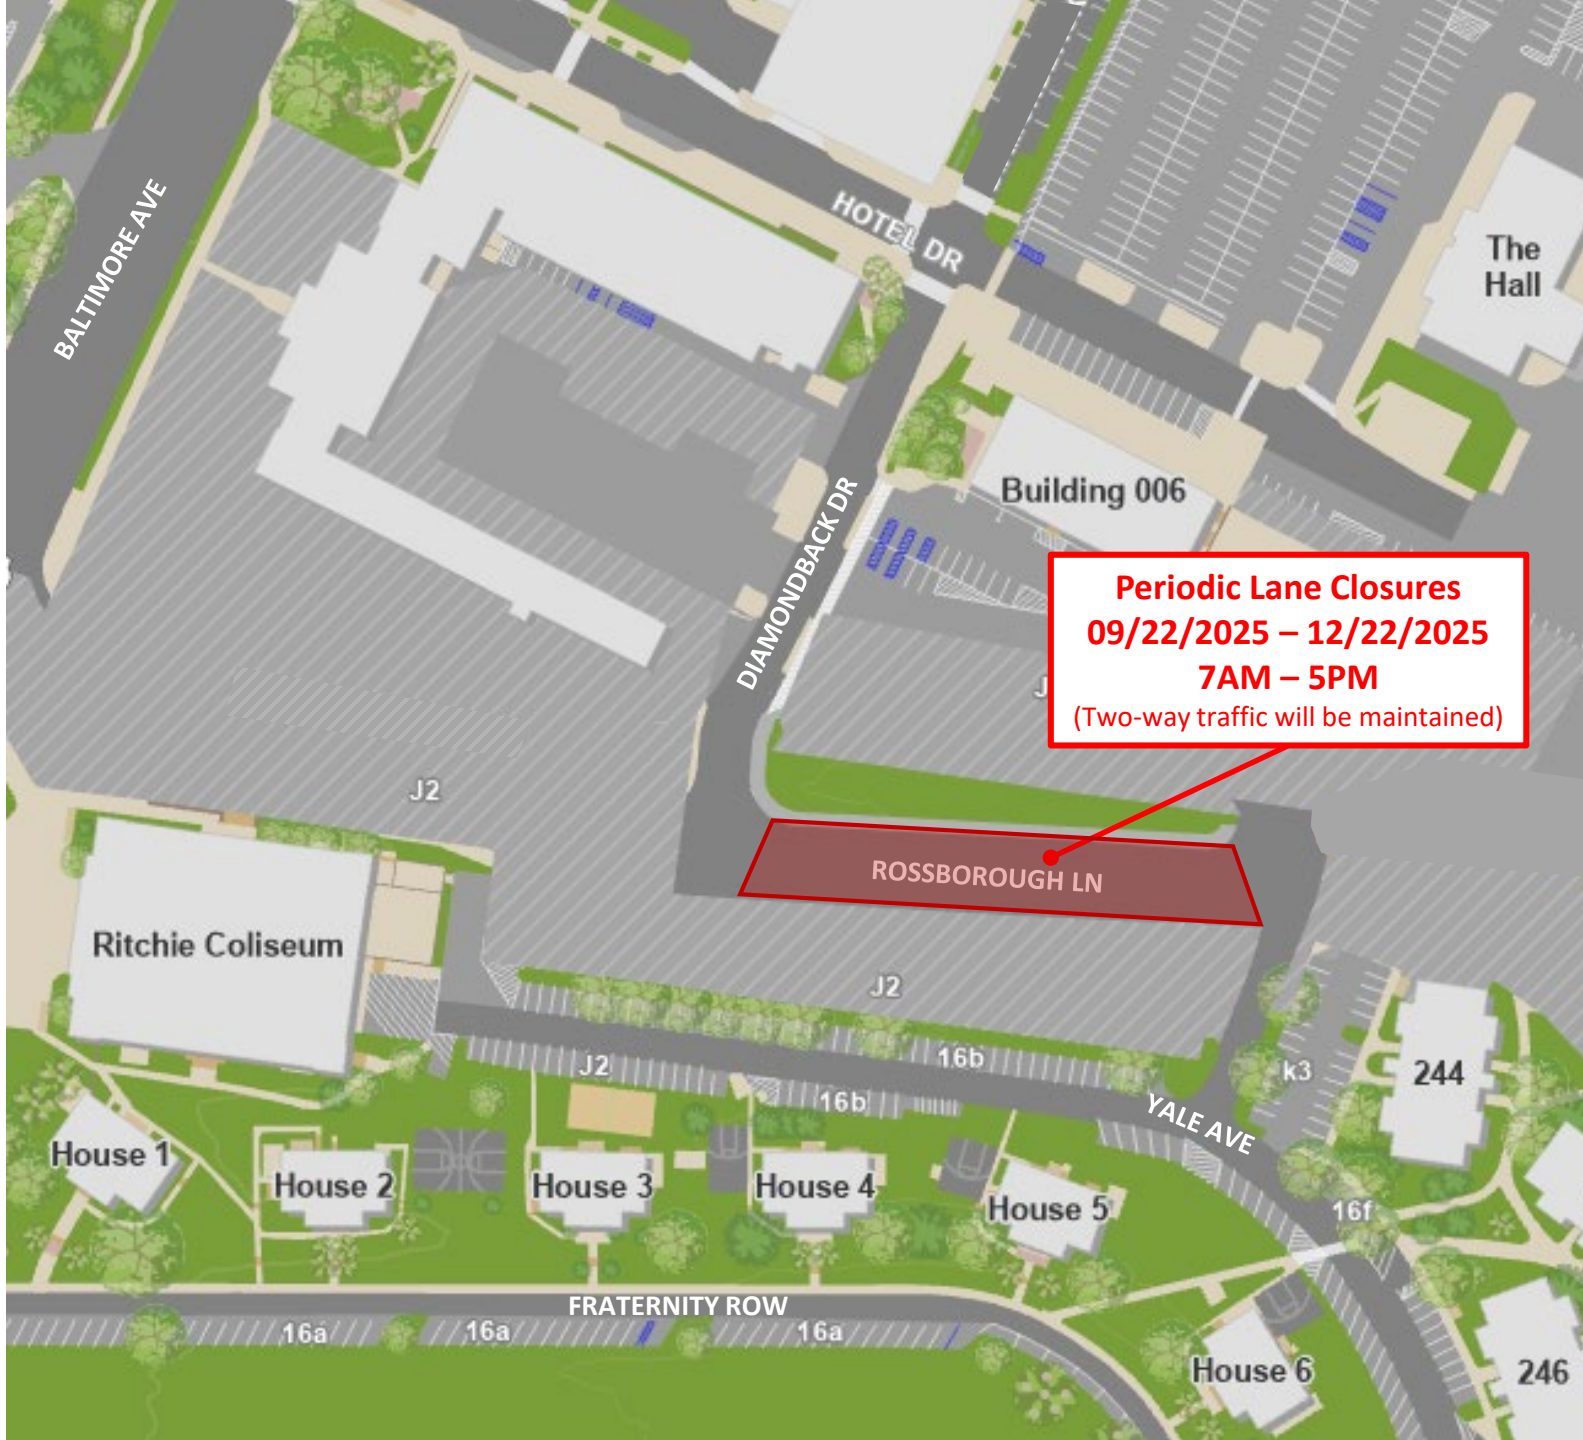 BALTIMORE AVE
HOTEL DR
The
Hall
DIAMONDBACK DR
Building 006
Periodic Lane Closures
09/22/2025 – 12/22/2025
7AM – 5PM
(Two-way traffic will be maintained)
J2
ROSSBOROUGH LN
Ritchie Coliseum
J2
J2
16b
16b
k3
244
YALE AVE
House 1
House 2
House 3
House 4
House 5
16f
FRATERNITY ROW
16a
16a
16a
House 6
246